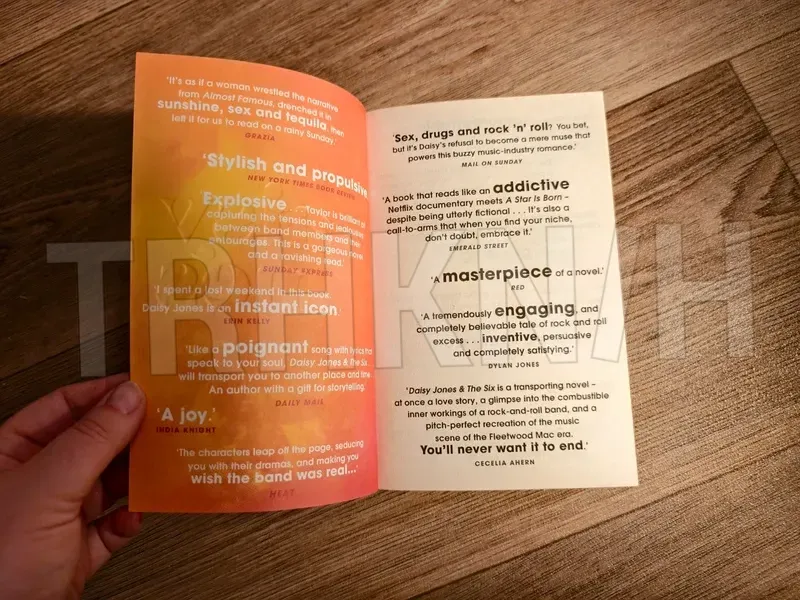 'It's as if a woman wrestled the narrative
from Almost Famous, drenched it in
sunshine, sex and tequila, then
left it for us to read on a rainy Sunday.'
GRAZIA
'Stylish and propulsive
NEW YORK TIMES BOOK REVIEW
'Explosive . . . Taylor is brilliant at
capturing the tensions and jealousies
between band members and their
entourages. This is a gorgeous novel
and a ravishing read.'
SUNDAY EXPRESS
'I spent a lost weekend in this book.
Daisy Jones is an instant icon.'
ERIN KELLY
'Like a poignant song with lyrics that
speak to your soul, Daisy Jones & The Six
will transport you to another place and time.
An author with a gift for storytelling.'
DAILY MAIL
'A joy.'
INDIA KNIGHT
'The characters leap off the page, seducing
you with their dramas, and making you
wish the band was real...'
HEAT
'Sex, drugs and rock 'n' roll? You bet,
but it's Daisy's refusal to become a mere muse that
powers this buzzy music-industry romance.'
MAIL ON SUNDAY
'A book that reads like an addictive
Netflix documentary meets A Star Is Born –
despite being utterly fictional . . . It's also a
call-to-arms that when you find your niche,
don't doubt, embrace it.'
EMERALD STREET
'A masterpiece of a novel.'
RED
'A tremendously engaging, and
completely believable tale of rock and roll
excess . . . inventive, persuasive
and completely satisfying.'
DYLAN JONES
'Daisy Jones & The Six is a transporting novel –
at once a love story, a glimpse into the combustible
inner workings of a rock-and-roll band, and a
pitch-perfect recreation of the music
scene of the Fleetwood Mac era.
You'll never want it to end.'
CECELIA AHERN